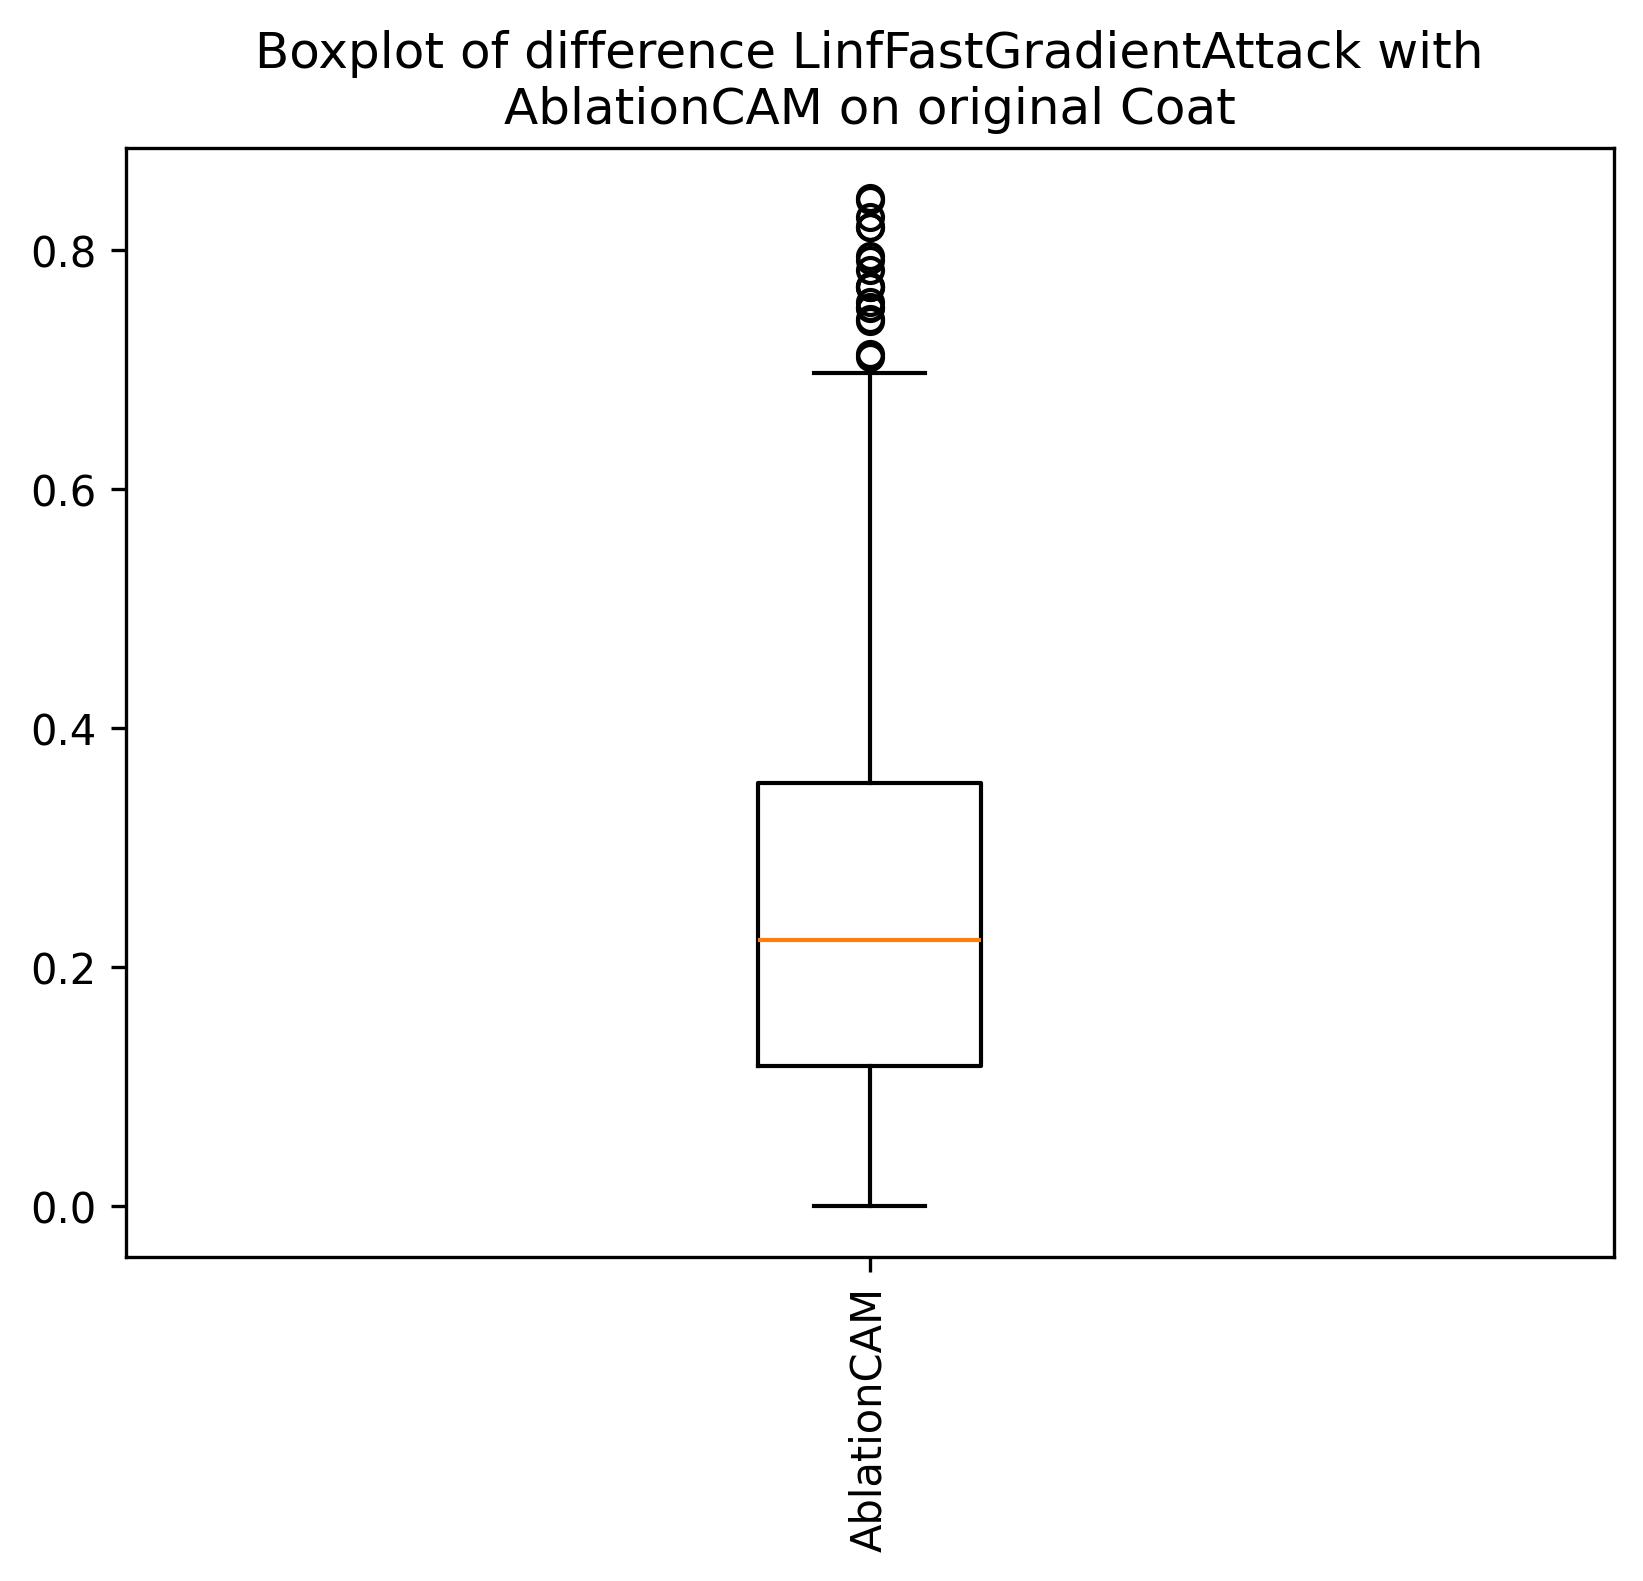 Boxplot of difference LinfFastGradientAttack with
AblationCAM on original Coat
0.8
0.6
0.4
0.2
0.0
AblationCAM